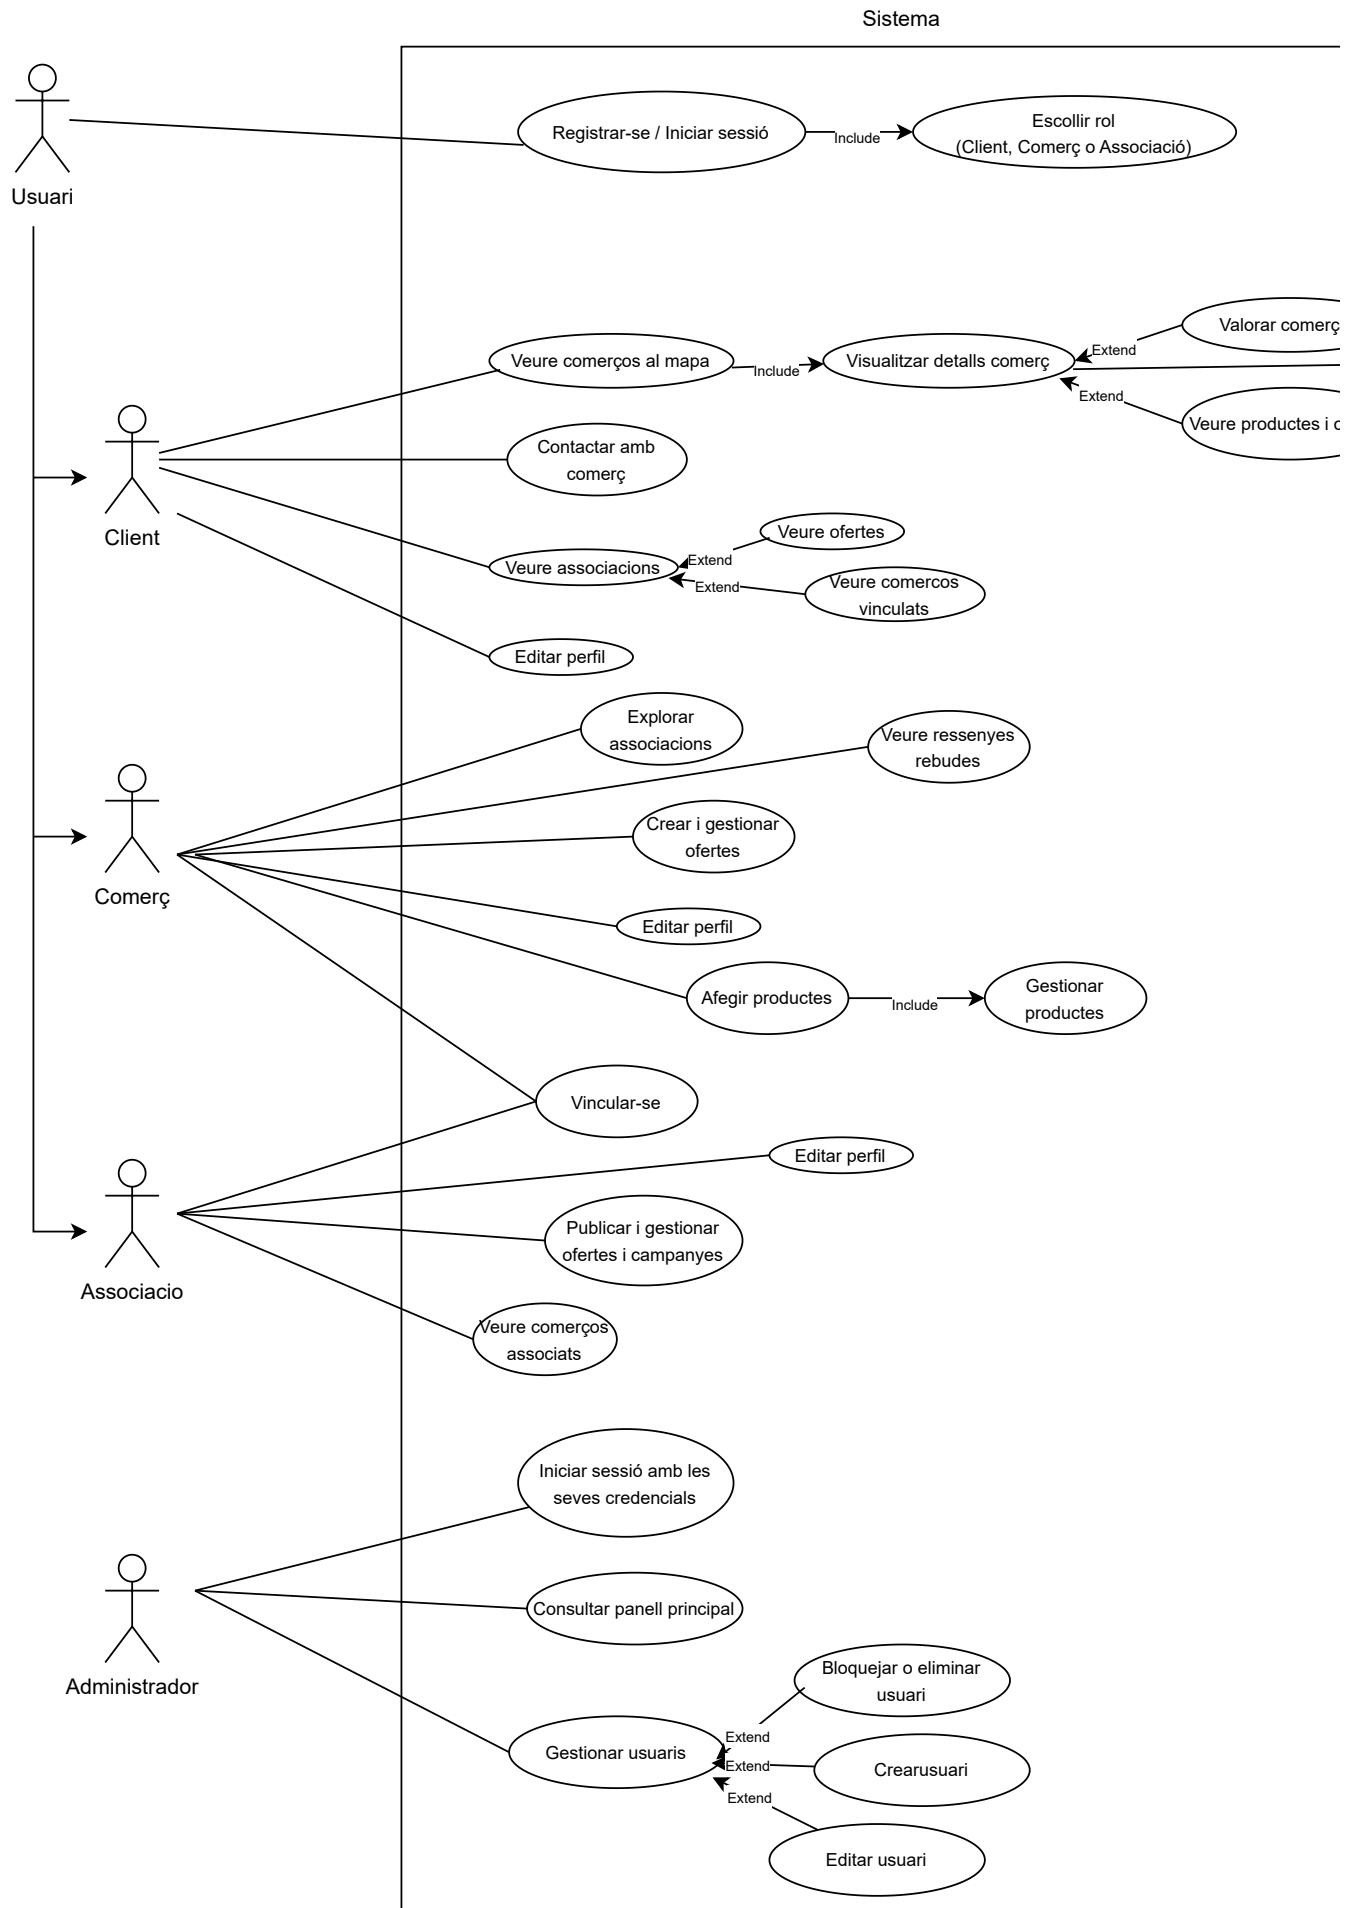 Sistema
Usuari
Registrar-se / Iniciar sessió
Include
Escollir rol
(Client, Comerç o Associació)
Valorar comerç
Extend
Veure comerços al mapa
Include
Visualitzar detalls comerç
Extend
Veure productes i
Client
Contactar amb
comerç
Veure ofertes
Extend
Veure associacions
Extend
Veure comercos
vinculats
Editar perfil
Explorar
associacions
Veure ressenyes
rebudes
Comerç
Crear i gestionar
ofertes
Editar perfil
Afegir productes
Include
Gestionar
productes
Vincular-se
Editar perfil
Associacio
Publicar i gestionar
ofertes i campanyes
Veure comerços
associats
Iniciar sessió amb les
seves credencials
Administrador
Consultar panell principal
Bloquejar o eliminar
usuari
Extend
Gestionar usuaris
Extend
Crearusuari
Extend
Editar usuari